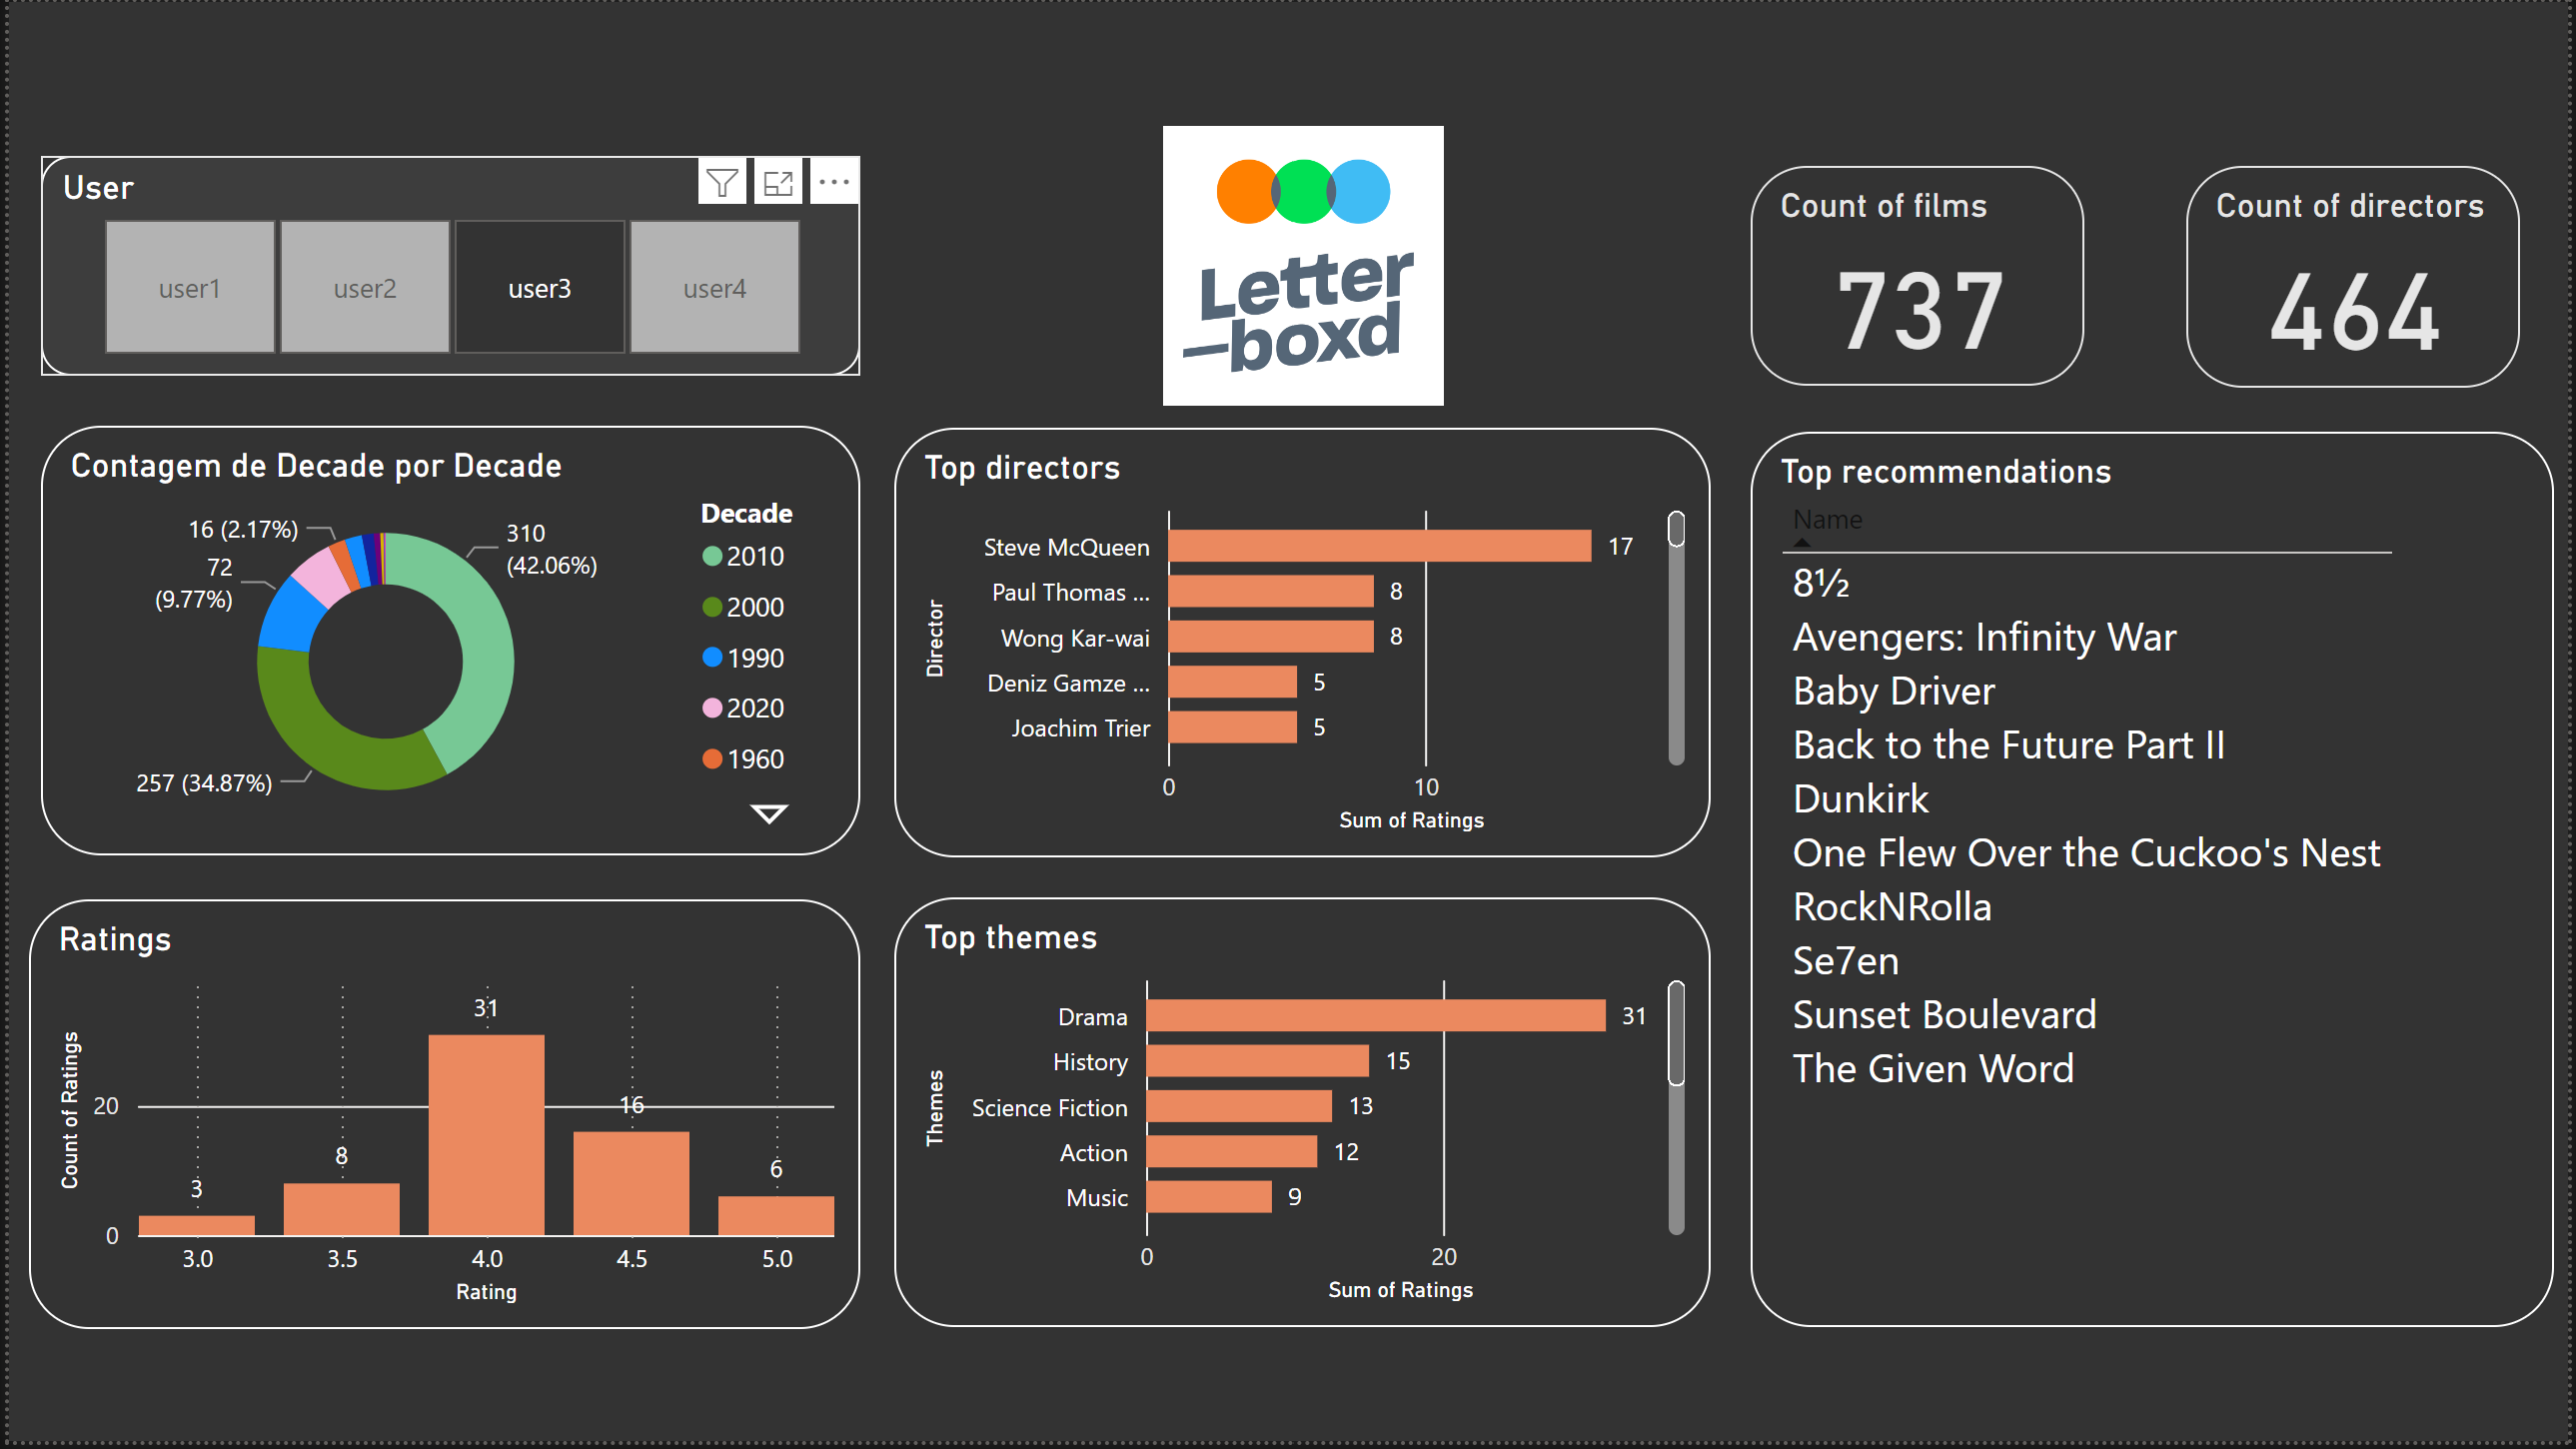 User
user1
user2
user3
user4
Letter
boxd
Count of films
737
Count of directors
464
Contagem de Decade por Decade
16 (2.17%)
72
(9.77%)
310
(42.06%)
257 (34.87%)
Decade
2010
2000
1990
2020
1960
Top directors
Director
Steve McQueen 17
Paul Thomas ... 8
Wong Kar-wai 8
Deniz Gamze ... 5
Joachim Trier 5
0 10
Sum of Ratings
Top recommendations
Name
8½
Avengers: Infinity War
Baby Driver
Back to the Future Part II
Dunkirk
One Flew Over the Cuckoo's Nest
RockNRolla
Se7en
Sunset Boulevard
The Given Word
Ratings
Count of Ratings
20
0
3
8
31
16
6
3.0 3.5 4.0 4.5 5.0
Rating
Top themes
Themes
Drama 31
History 15
Science Fiction 13
Action 12
Music 9
0 20
Sum of Ratings